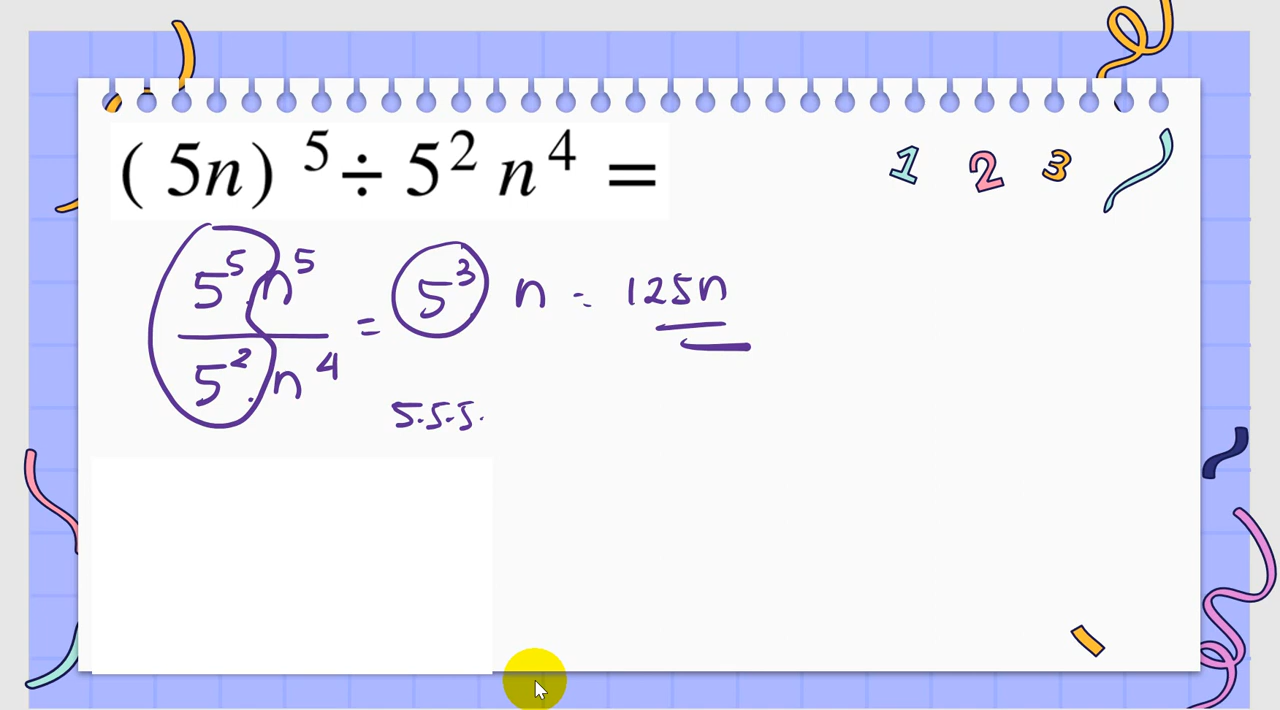 ( 5n) ⁵ ÷ 5² n⁴ =
1 2 3
5⁵.n⁵
5².n⁴
= 5³ n = 125n
5.5.5.